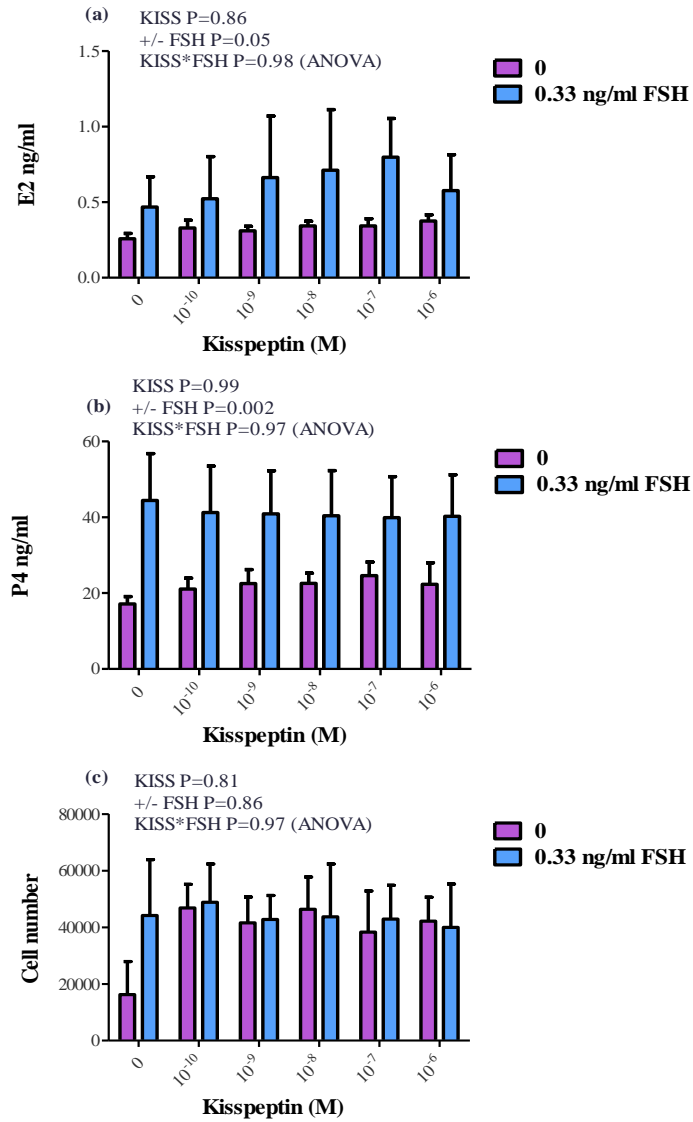 (a)
KISS P=0.86
+/- FSH P=0.05
KISS*FSH P=0.98 (ANOVA)
1.5
1.0
0.5
0.0
E2 ng/ml
0
0.33 ng/ml FSH
0
10⁻¹⁰
10⁻⁹
10⁻⁸
10⁻⁷
10⁻⁶
Kisspeptin (M)
(b)
KISS P=0.99
+/- FSH P=0.002
KISS*FSH P=0.97 (ANOVA)
60
40
20
0
P4 ng/ml
0
0.33 ng/ml FSH
0
10⁻¹⁰
10⁻⁹
10⁻⁸
10⁻⁷
10⁻⁶
Kisspeptin (M)
(c)
KISS P=0.81
+/- FSH P=0.86
KISS*FSH P=0.97 (ANOVA)
80000
60000
40000
20000
0
Cell number
0
0.33 ng/ml FSH
0
10⁻¹⁰
10⁻⁹
10⁻⁸
10⁻⁷
10⁻⁶
Kisspeptin (M)